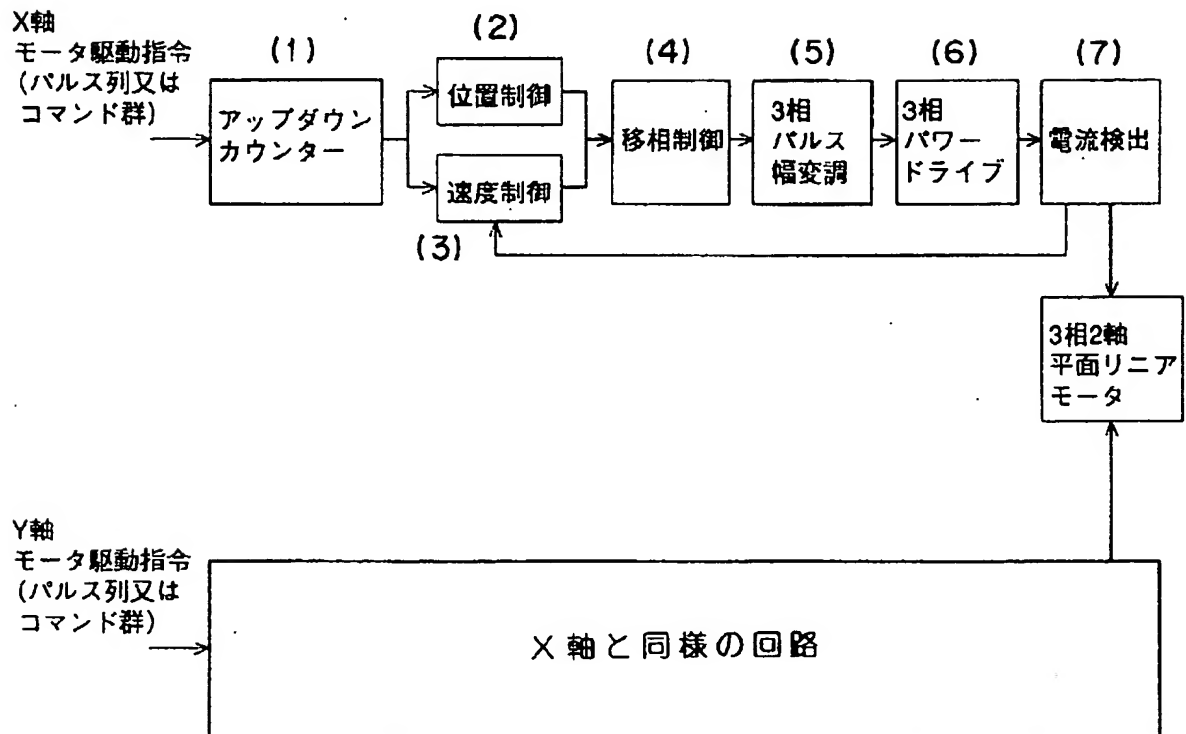 X軸
モータ駆動指令
(パルス列又は
コマンド群)
(1)
アップダウン
カウンター
(2)
位置制御
速度制御
(3)
(4)
移相制御
(5)
3相
パルス
幅変調
(6)
3相
パワー
ドライブ
(7)
電流検出
3相2軸
平面リニア
モータ
Y軸
モータ駆動指令
(パルス列又は
コマンド群)
X軸と同様の回路